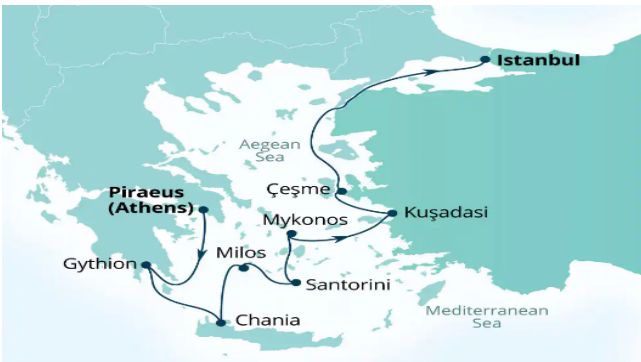 Istanbul
Aegean
Sea
Çeşme
Piraeus
(Athens)
Kuşadasi
Mykonos
Gythion
Milos
Santorini
Mediterranean
Sea
Chania